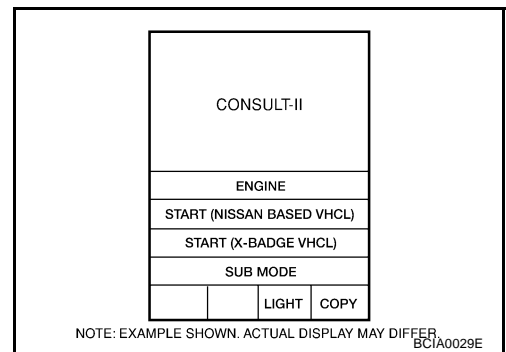 CONSULT-II
ENGINE
START (NISSAN BASED VHCL)
START (X-BADGE VHCL)
SUB MODE
LIGHT COPY
NOTE: EXAMPLE SHOWN. ACTUAL DISPLAY MAY DIFFER.
BCIA0029E